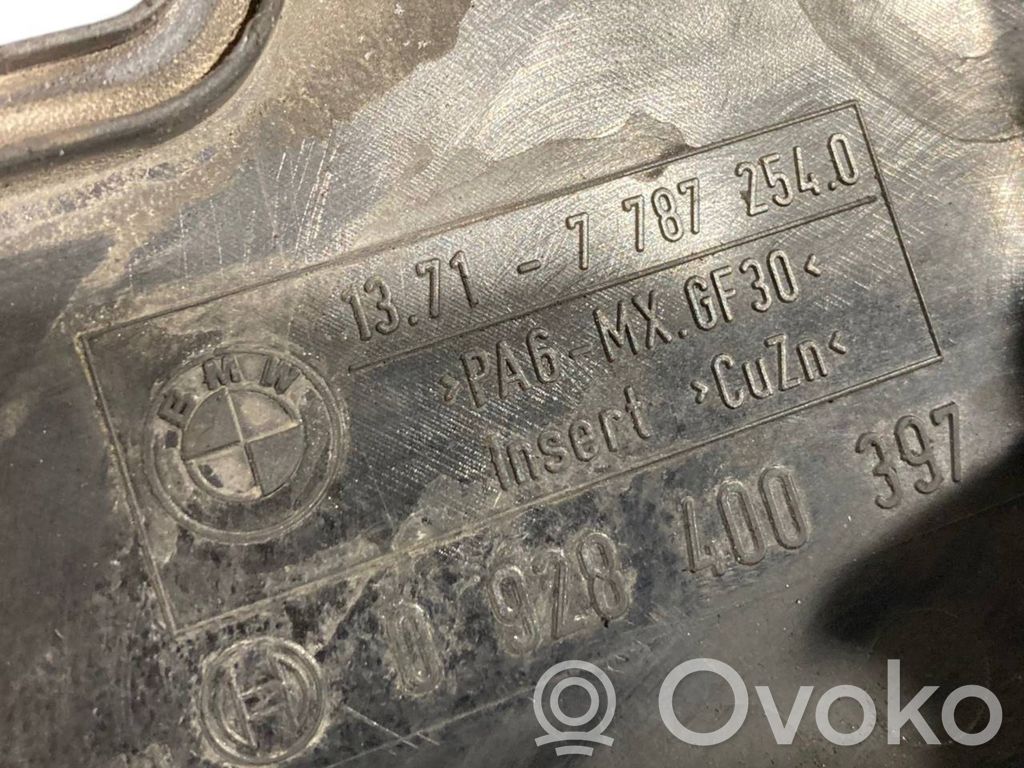 13.71 - 7 787 254.0
>PA6-MX.GF30<
Insert >CuZn<
BMW
0 928 400 397
Ovoko